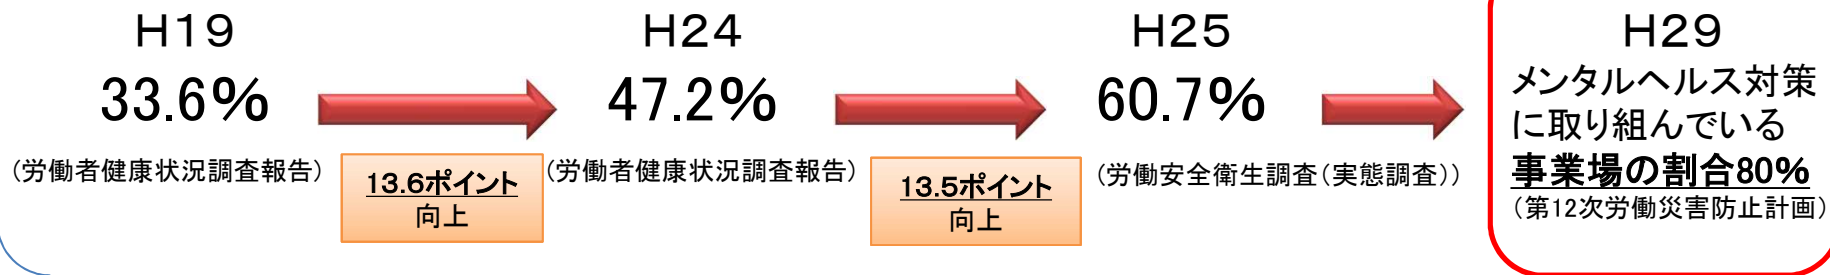 H19
33.6%
(労働者健康状況調査報告)
13.6ポイント
向上
H24
47.2%
(労働者健康状況調査報告)
13.5ポイント
向上
H25
60.7%
(労働安全衛生調査(実態調査))
H29
メンタルヘルス対策
に取り組んでいる
事業場の割合80%
(第12次労働災害防止計画)